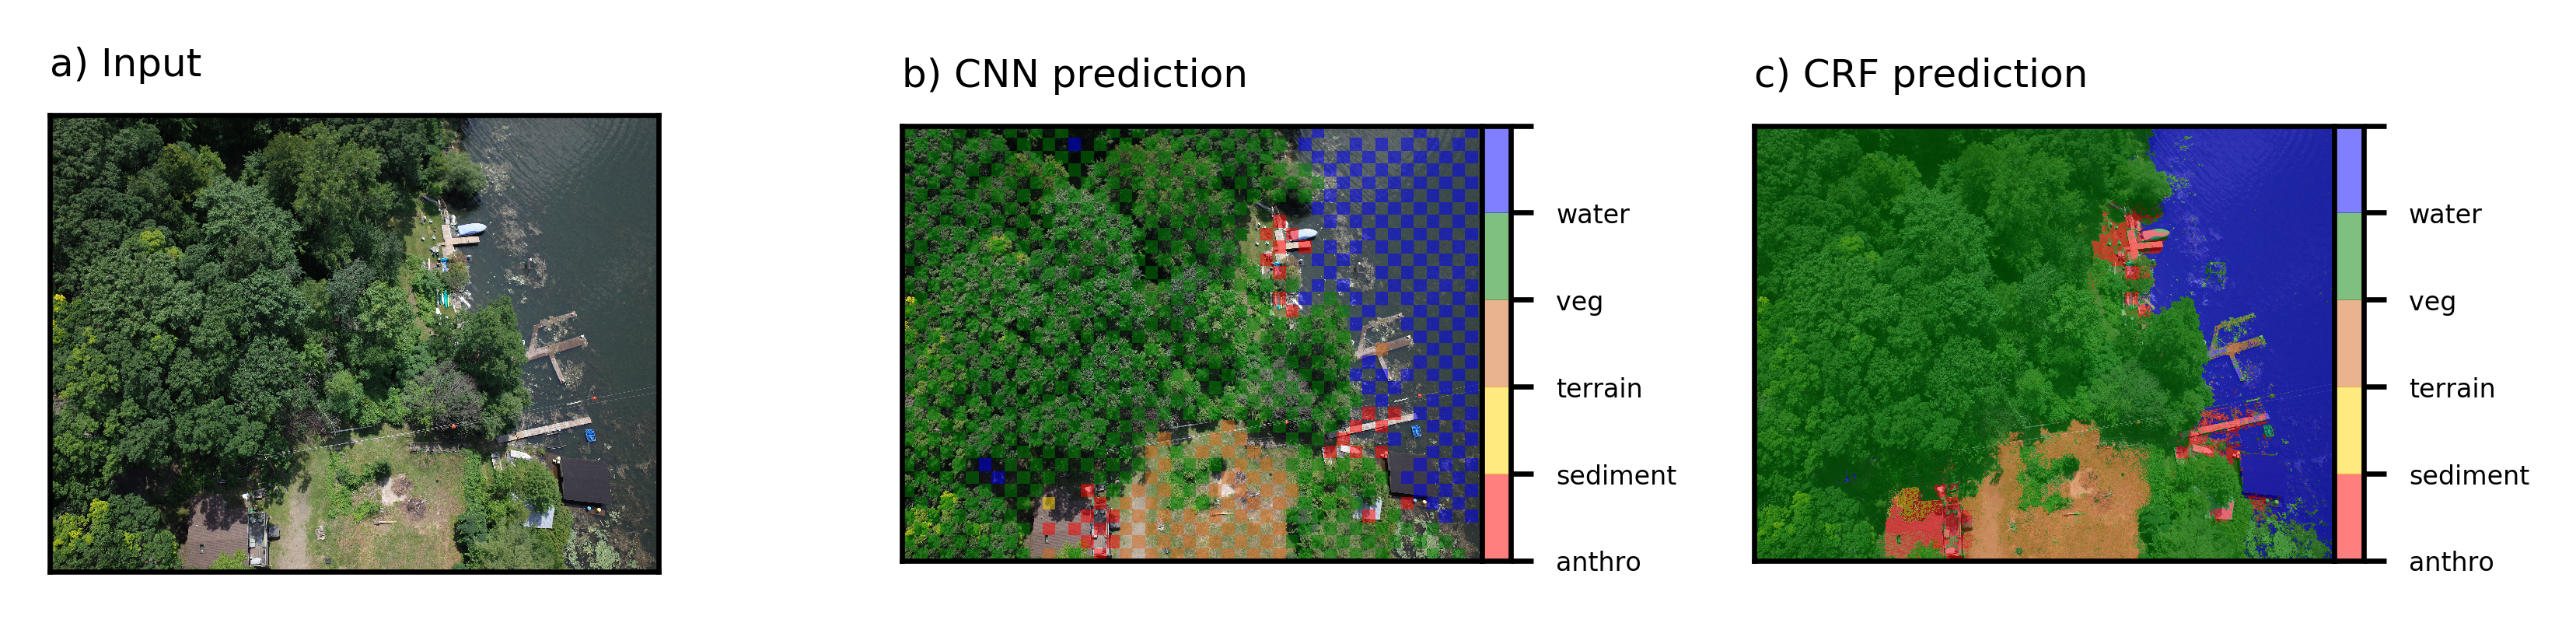 a) Input
b) CNN prediction
c) CRF prediction
water
veg
terrain
sediment
anthro
water
veg
terrain
sediment
anthro